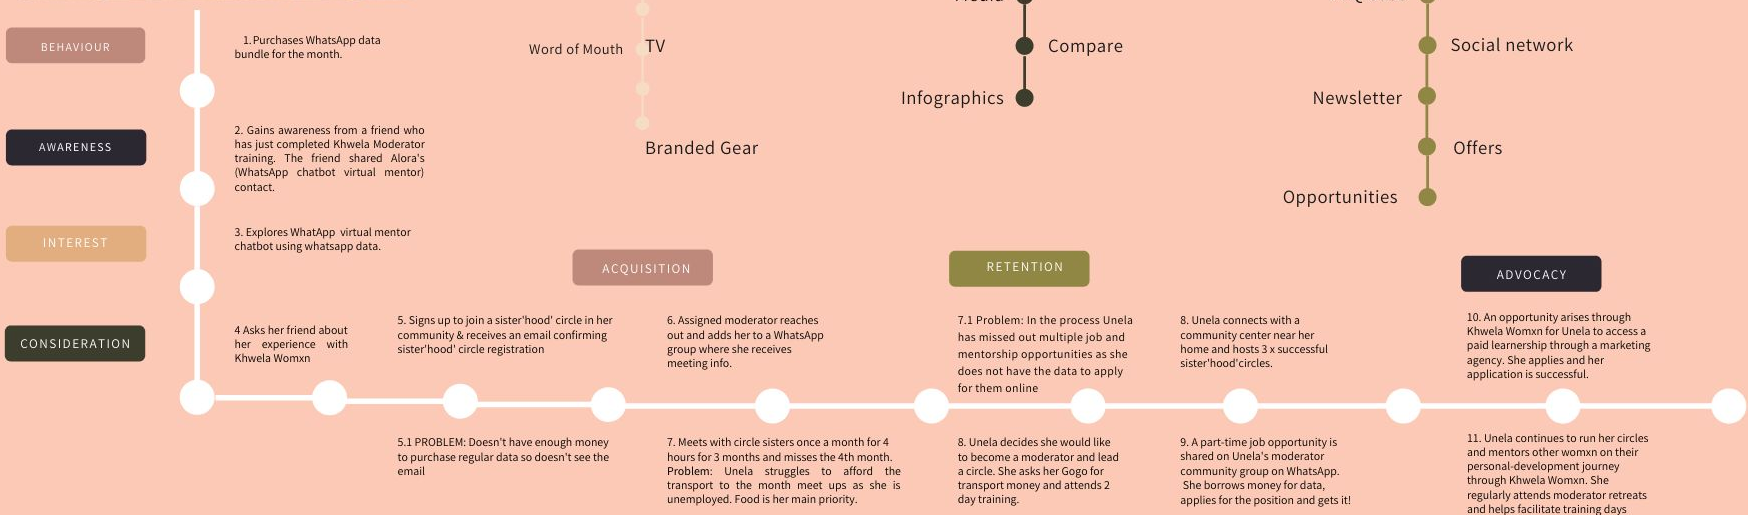 BEHAVIOUR
1.Purchases WhatsApp data
bundle for the month.
Word of Mouth
TV
Compare
Social network
Infographics
Newsletter
AWARENESS
2. Gains awareness from a friend who
has just completed Khwela Moderator
training. The friend shared Alora's
(WhatsApp chatbot virtual mentor)
contact.
Branded Gear
Offers
Opportunities
INTEREST
3. Explores WhatApp virtual mentor
chatbot using whatsapp data.
ACQUISITION
RETENTION
ADVOCACY
CONSIDERATION
4 Asks her friend about
her experience with
Khwela Womxn
5. Signs up to join a sister'hood' circle in her
community & receives an email confirming
sister'hood' circle registration
6. Assigned moderator reaches
out and adds her to a WhatsApp
group where she receives
meeting info.
7.1 Problem: In the process Unela
has missed out multiple job and
mentorship opportunities as she
does not have the data to apply
for them online
8. Unela connects with a
community center near her
home and hosts 3 x successful
sister'hood'circles.
10. An opportunity arises through
Khwela Womxn for Unela to access a
paid learnership through a marketing
agency. She applies and her
application is successful.
5.1 PROBLEM: Doesn't have enough money
to purchase regular data so doesn't see the
email
7. Meets with circle sisters once a month for 4
hours for 3 months and misses the 4th month.
Problem: Unela struggles to afford the
transport to the month meet ups as she is
unemployed. Food is her main priority.
8. Unela decides she would like
to become a moderator and lead
a circle. She asks her Gogo for
transport money and attends 2
day training.
9. A part-time job opportunity is
shared on Unela's moderator
community group on WhatsApp.
She borrows money for data,
applies for the position and gets it!
11. Unela continues to run her circles
and mentors other womxn on their
personal-development journey
through Khwela Womxn. She
regularly attends moderator retreats
and helps facilitate training days